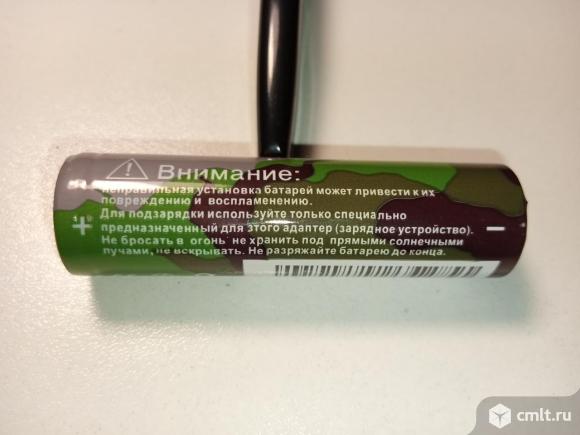 Внимание:
неправильная установка батарей может привести к их
повреждению и воспламенению.
Для подзарядки используйте только специально
предназначенный для этого адаптер (зарядное устройство).
Не бросать в огонь не хранить под прямыми солнечными
лучами, не вскрывать. Не разряжайте батарею до конца.
+
−
cmlt.ru